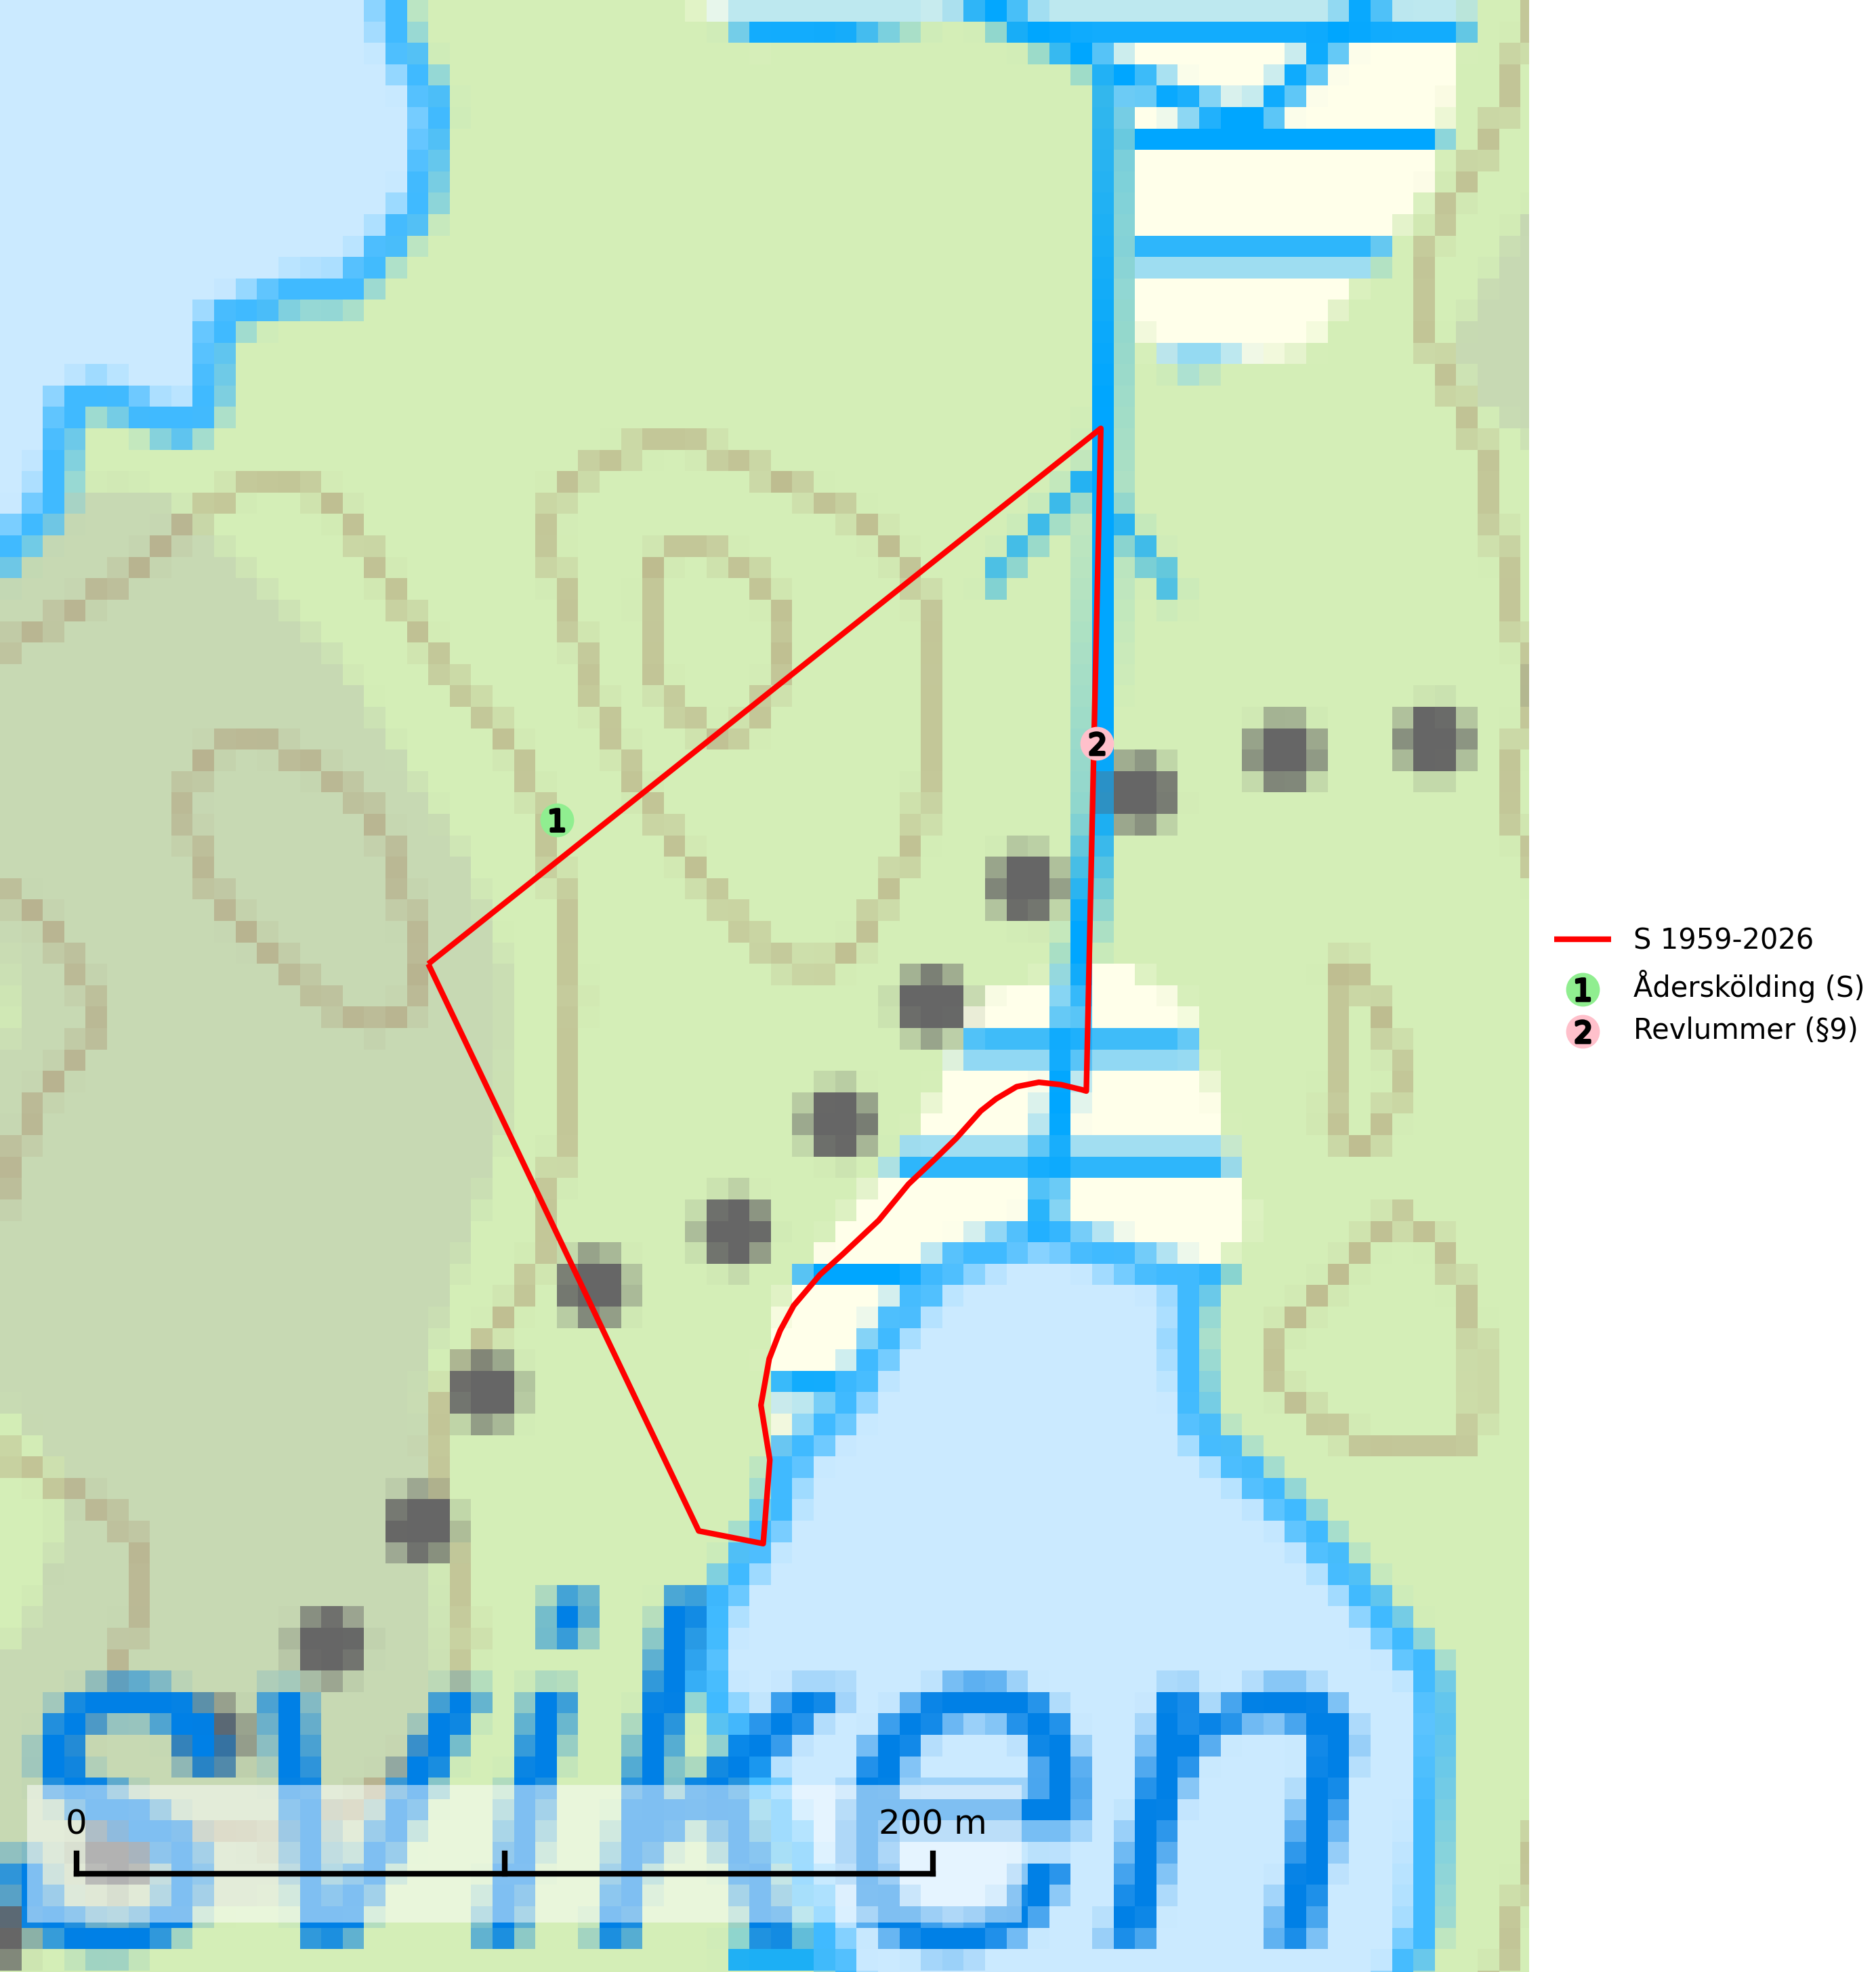 1
2
S 1959-2026
1 Åderskölding (S)
2 Revlummer (§9)
0 200 m